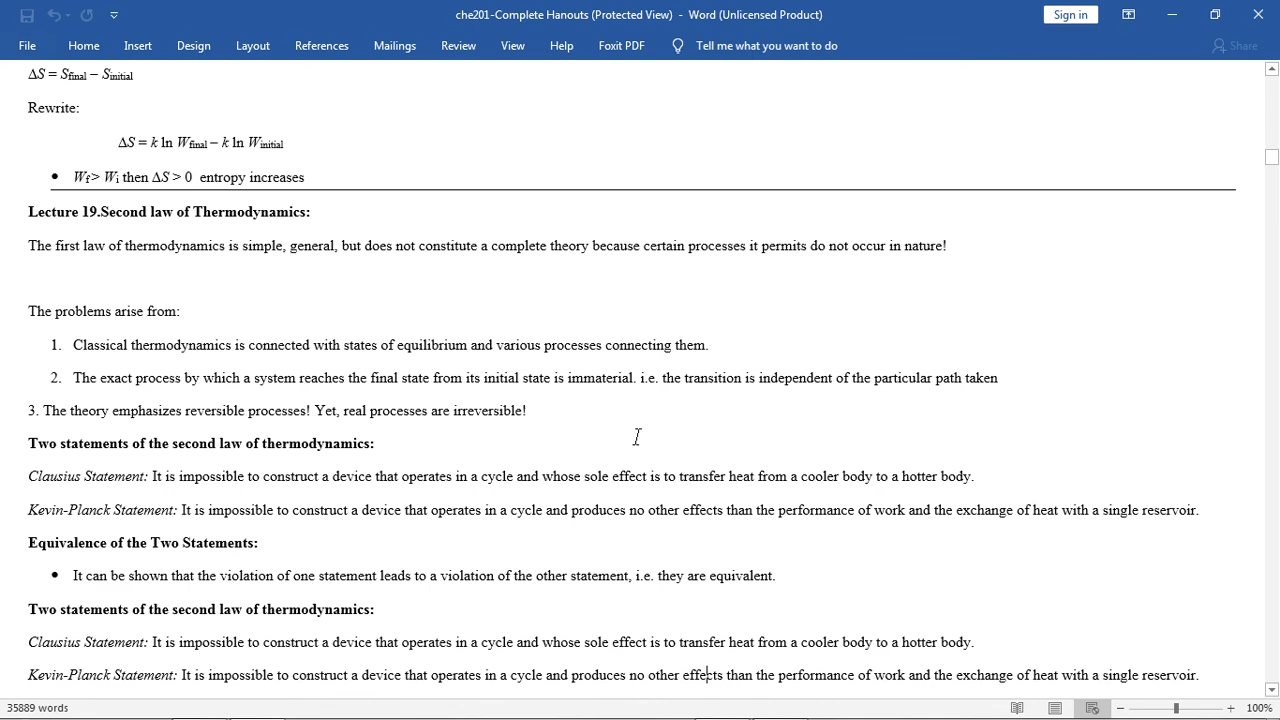 che201-Complete Hanouts (Protected View) - Word (Unlicensed Product)
Sign in
File Home Insert Design Layout References Mailings Review View Help Foxit PDF Tell me what you want to do Share
ΔS = Sfinal – Sinitial
Rewrite:
ΔS = k ln Wfinal – k ln Winitial
• Wf > Wi then ΔS > 0 entropy increases
Lecture 19.Second law of Thermodynamics:
The first law of thermodynamics is simple, general, but does not constitute a complete theory because certain processes it permits do not occur in nature!
The problems arise from:
1. Classical thermodynamics is connected with states of equilibrium and various processes connecting them.
2. The exact process by which a system reaches the final state from its initial state is immaterial. i.e. the transition is independent of the particular path taken
3. The theory emphasizes reversible processes! Yet, real processes are irreversible!
Two statements of the second law of thermodynamics:
Clausius Statement: It is impossible to construct a device that operates in a cycle and whose sole effect is to transfer heat from a cooler body to a hotter body.
Kevin-Planck Statement: It is impossible to construct a device that operates in a cycle and produces no other effects than the performance of work and the exchange of heat with a single reservoir.
Equivalence of the Two Statements:
• It can be shown that the violation of one statement leads to a violation of the other statement, i.e. they are equivalent.
Two statements of the second law of thermodynamics:
Clausius Statement: It is impossible to construct a device that operates in a cycle and whose sole effect is to transfer heat from a cooler body to a hotter body.
Kevin-Planck Statement: It is impossible to construct a device that operates in a cycle and produces no other effects than the performance of work and the exchange of heat with a single reservoir.
35889 words
100%